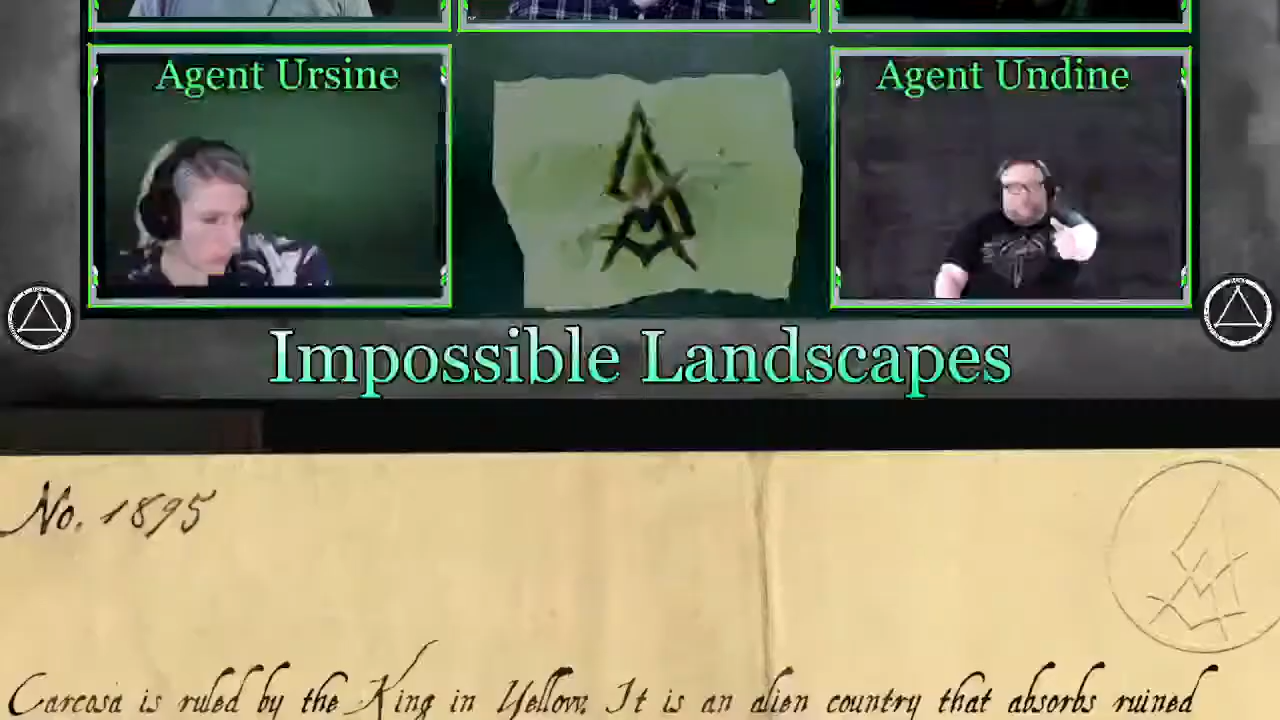 Agent Ursine
Agent Undine
Impossible Landscapes
No. 1895
Carcosa is ruled by the King in Yellow. It is an alien country that absorbs ruined